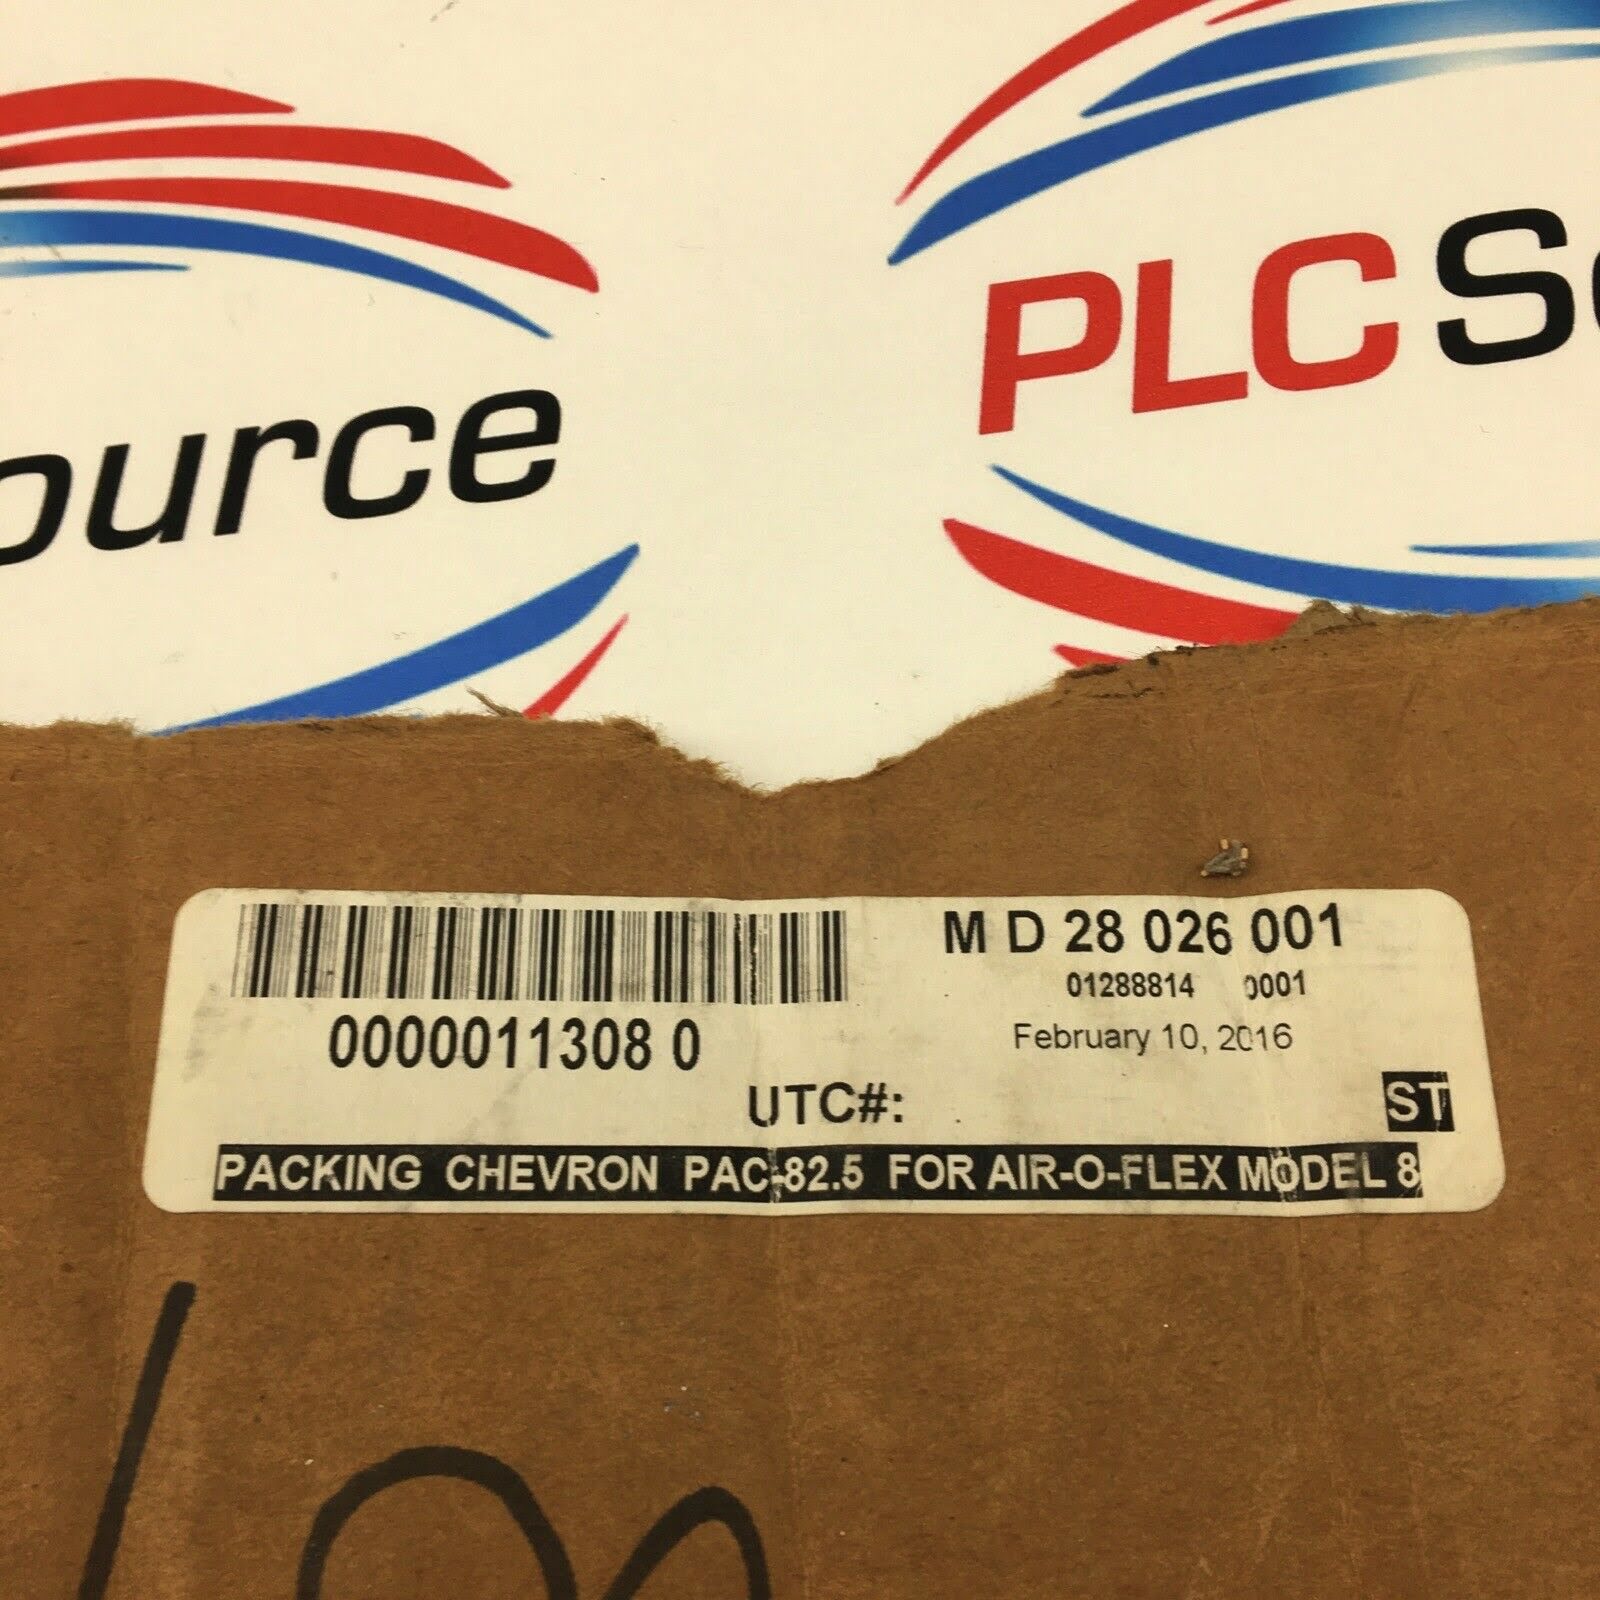 PLC So
ource
M D 28 026 001
01288814 0001
0000011308 0
February 10, 2016
UTC#:
ST
PACKING CHEVRON PAC-82.5 FOR AIR-O-FLEX MODEL 8